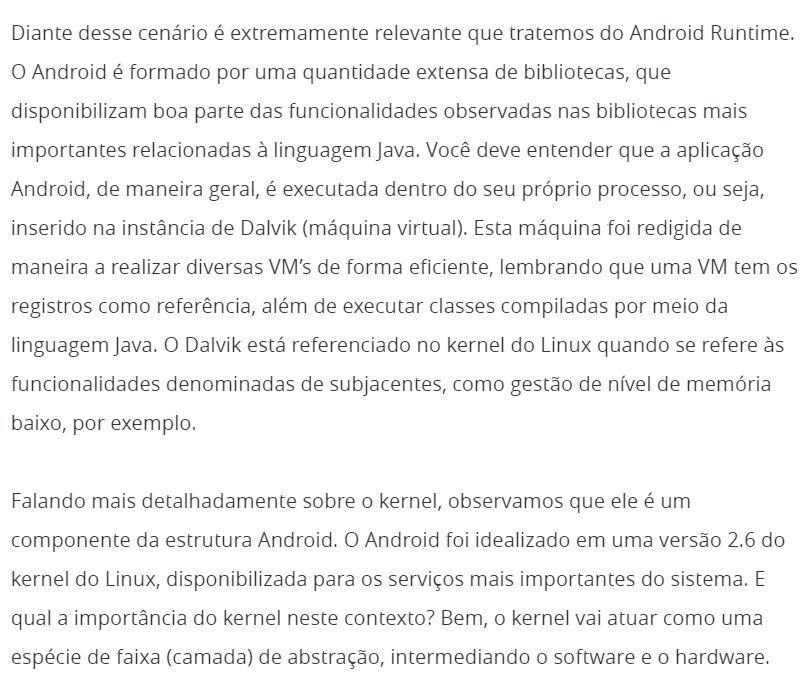 Diante desse cenário é extremamente relevante que tratemos do Android Runtime.
O Android é formado por uma quantidade extensa de bibliotecas, que
disponibilizam boa parte das funcionalidades observadas nas bibliotecas mais
importantes relacionadas à linguagem Java. Você deve entender que a aplicação
Android, de maneira geral, é executada dentro do seu próprio processo, ou seja,
inserido na instância de Dalvik (máquina virtual). Esta máquina foi redigida de
maneira a realizar diversas VM’s de forma eficiente, lembrando que uma VM tem os
registros como referência, além de executar classes compiladas por meio da
linguagem Java. O Dalvik está referenciado no kernel do Linux quando se refere às
funcionalidades denominadas de subjacentes, como gestão de nível de memória
baixo, por exemplo.
Falando mais detalhadamente sobre o kernel, observamos que ele é um
componente da estrutura Android. O Android foi idealizado em uma versão 2.6 do
kernel do Linux, disponibilizada para os serviços mais importantes do sistema. E
qual a importância do kernel neste contexto? Bem, o kernel vai atuar como uma
espécie de faixa (camada) de abstração, intermediando o software e o hardware.